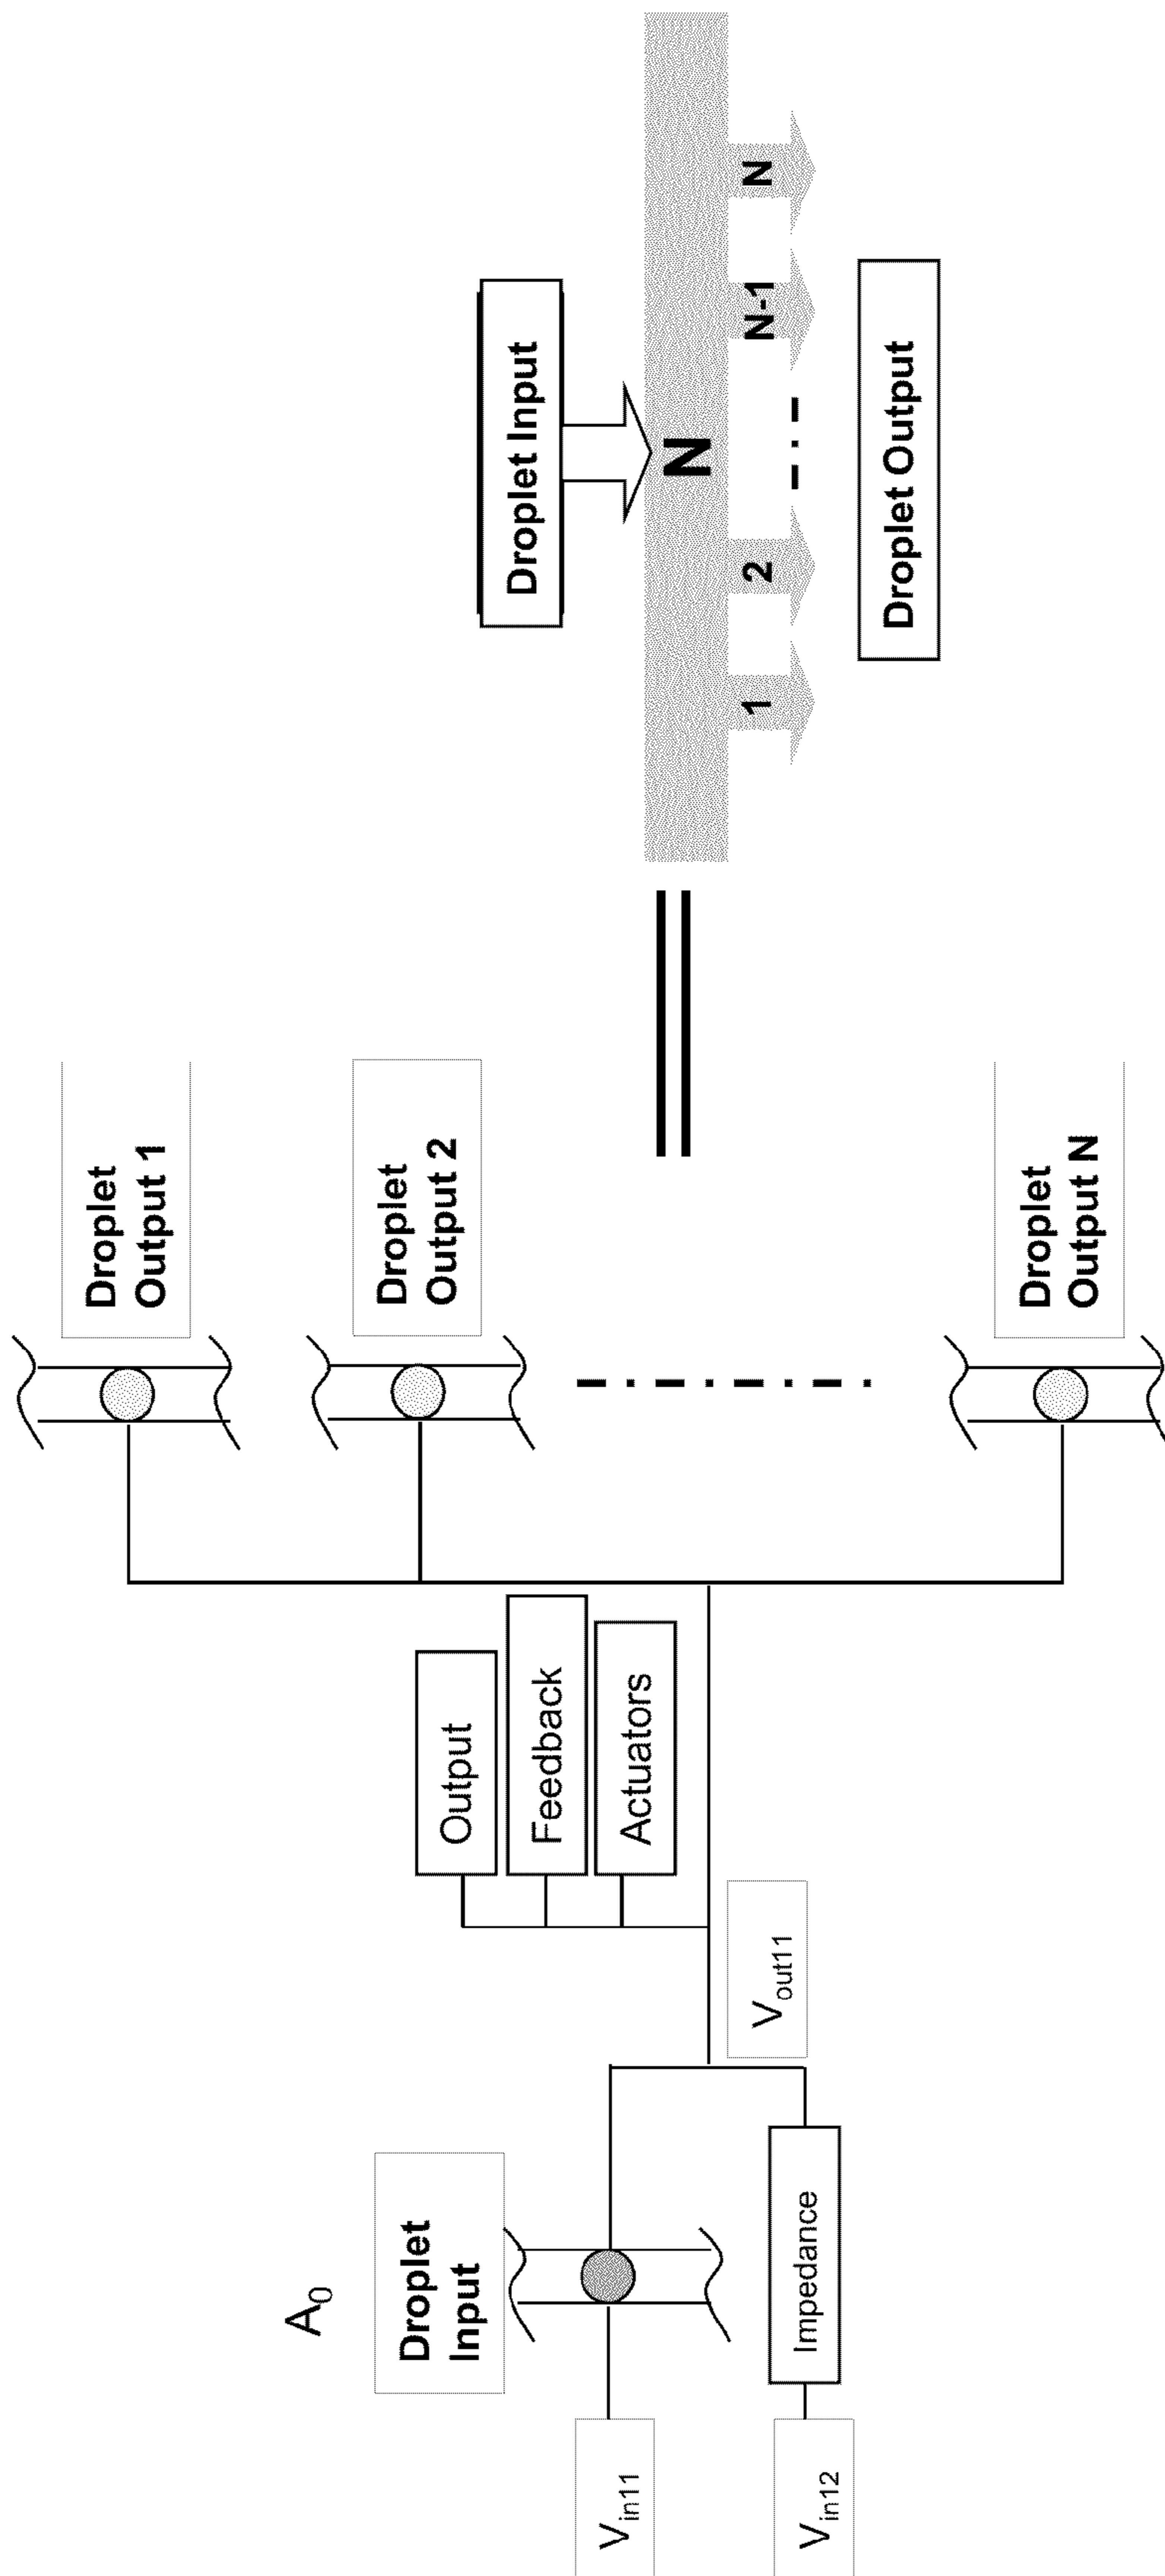 A0
Droplet
Input
Vin11
Vin12
Impedance
Vout11
Output
Feedback
Actuators
Droplet
Output 1
Droplet
Output 2
Droplet
Output N
Droplet Input
N
1
2
N-1
N
Droplet Output